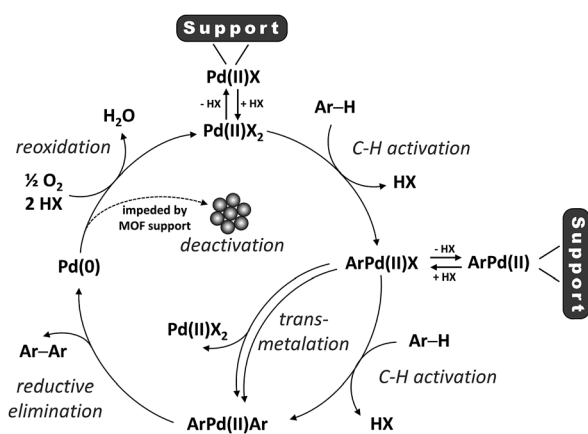 Support
Pd(II)X
- HX
+ HX
Pd(II)X₂
H₂O
reoxidation
½ O₂
2 HX
Ar–H
C-H activation
HX
impeded by
MOF support
deactivation
Pd(0)
ArPd(II)X
- HX
+ HX
ArPd(II)
Support
Pd(II)X₂
trans-
metalation
Ar–H
C-H activation
HX
Ar–Ar
reductive
elimination
ArPd(II)Ar